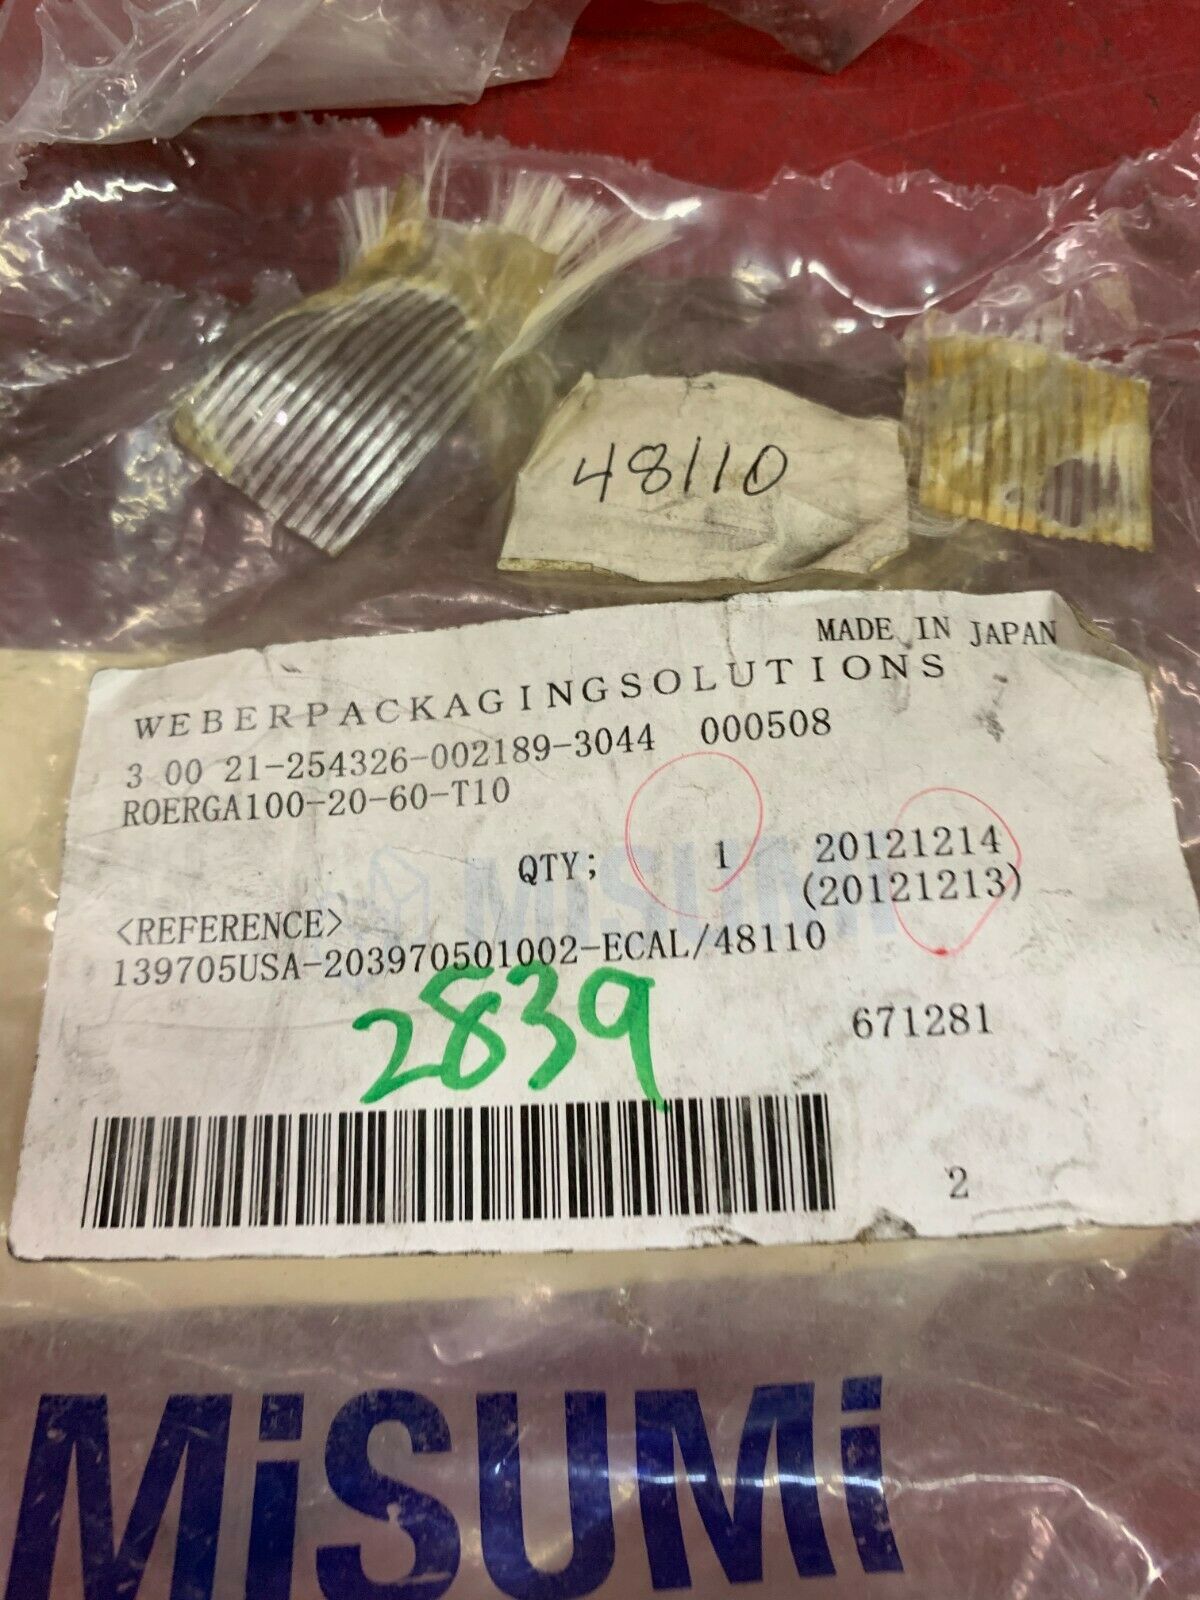 48110
MADE IN JAPAN
WEBERPACKAGINGSOLUTIONS
3 00 21-254326-002189-3044 000508
ROERGA100-20-60-T10
MiSUMi
QTY; 1 20121214
(20121213)
<REFERENCE>
139705USA-203970501002-ECAL/48110
2839
671281
2
MiSUMi